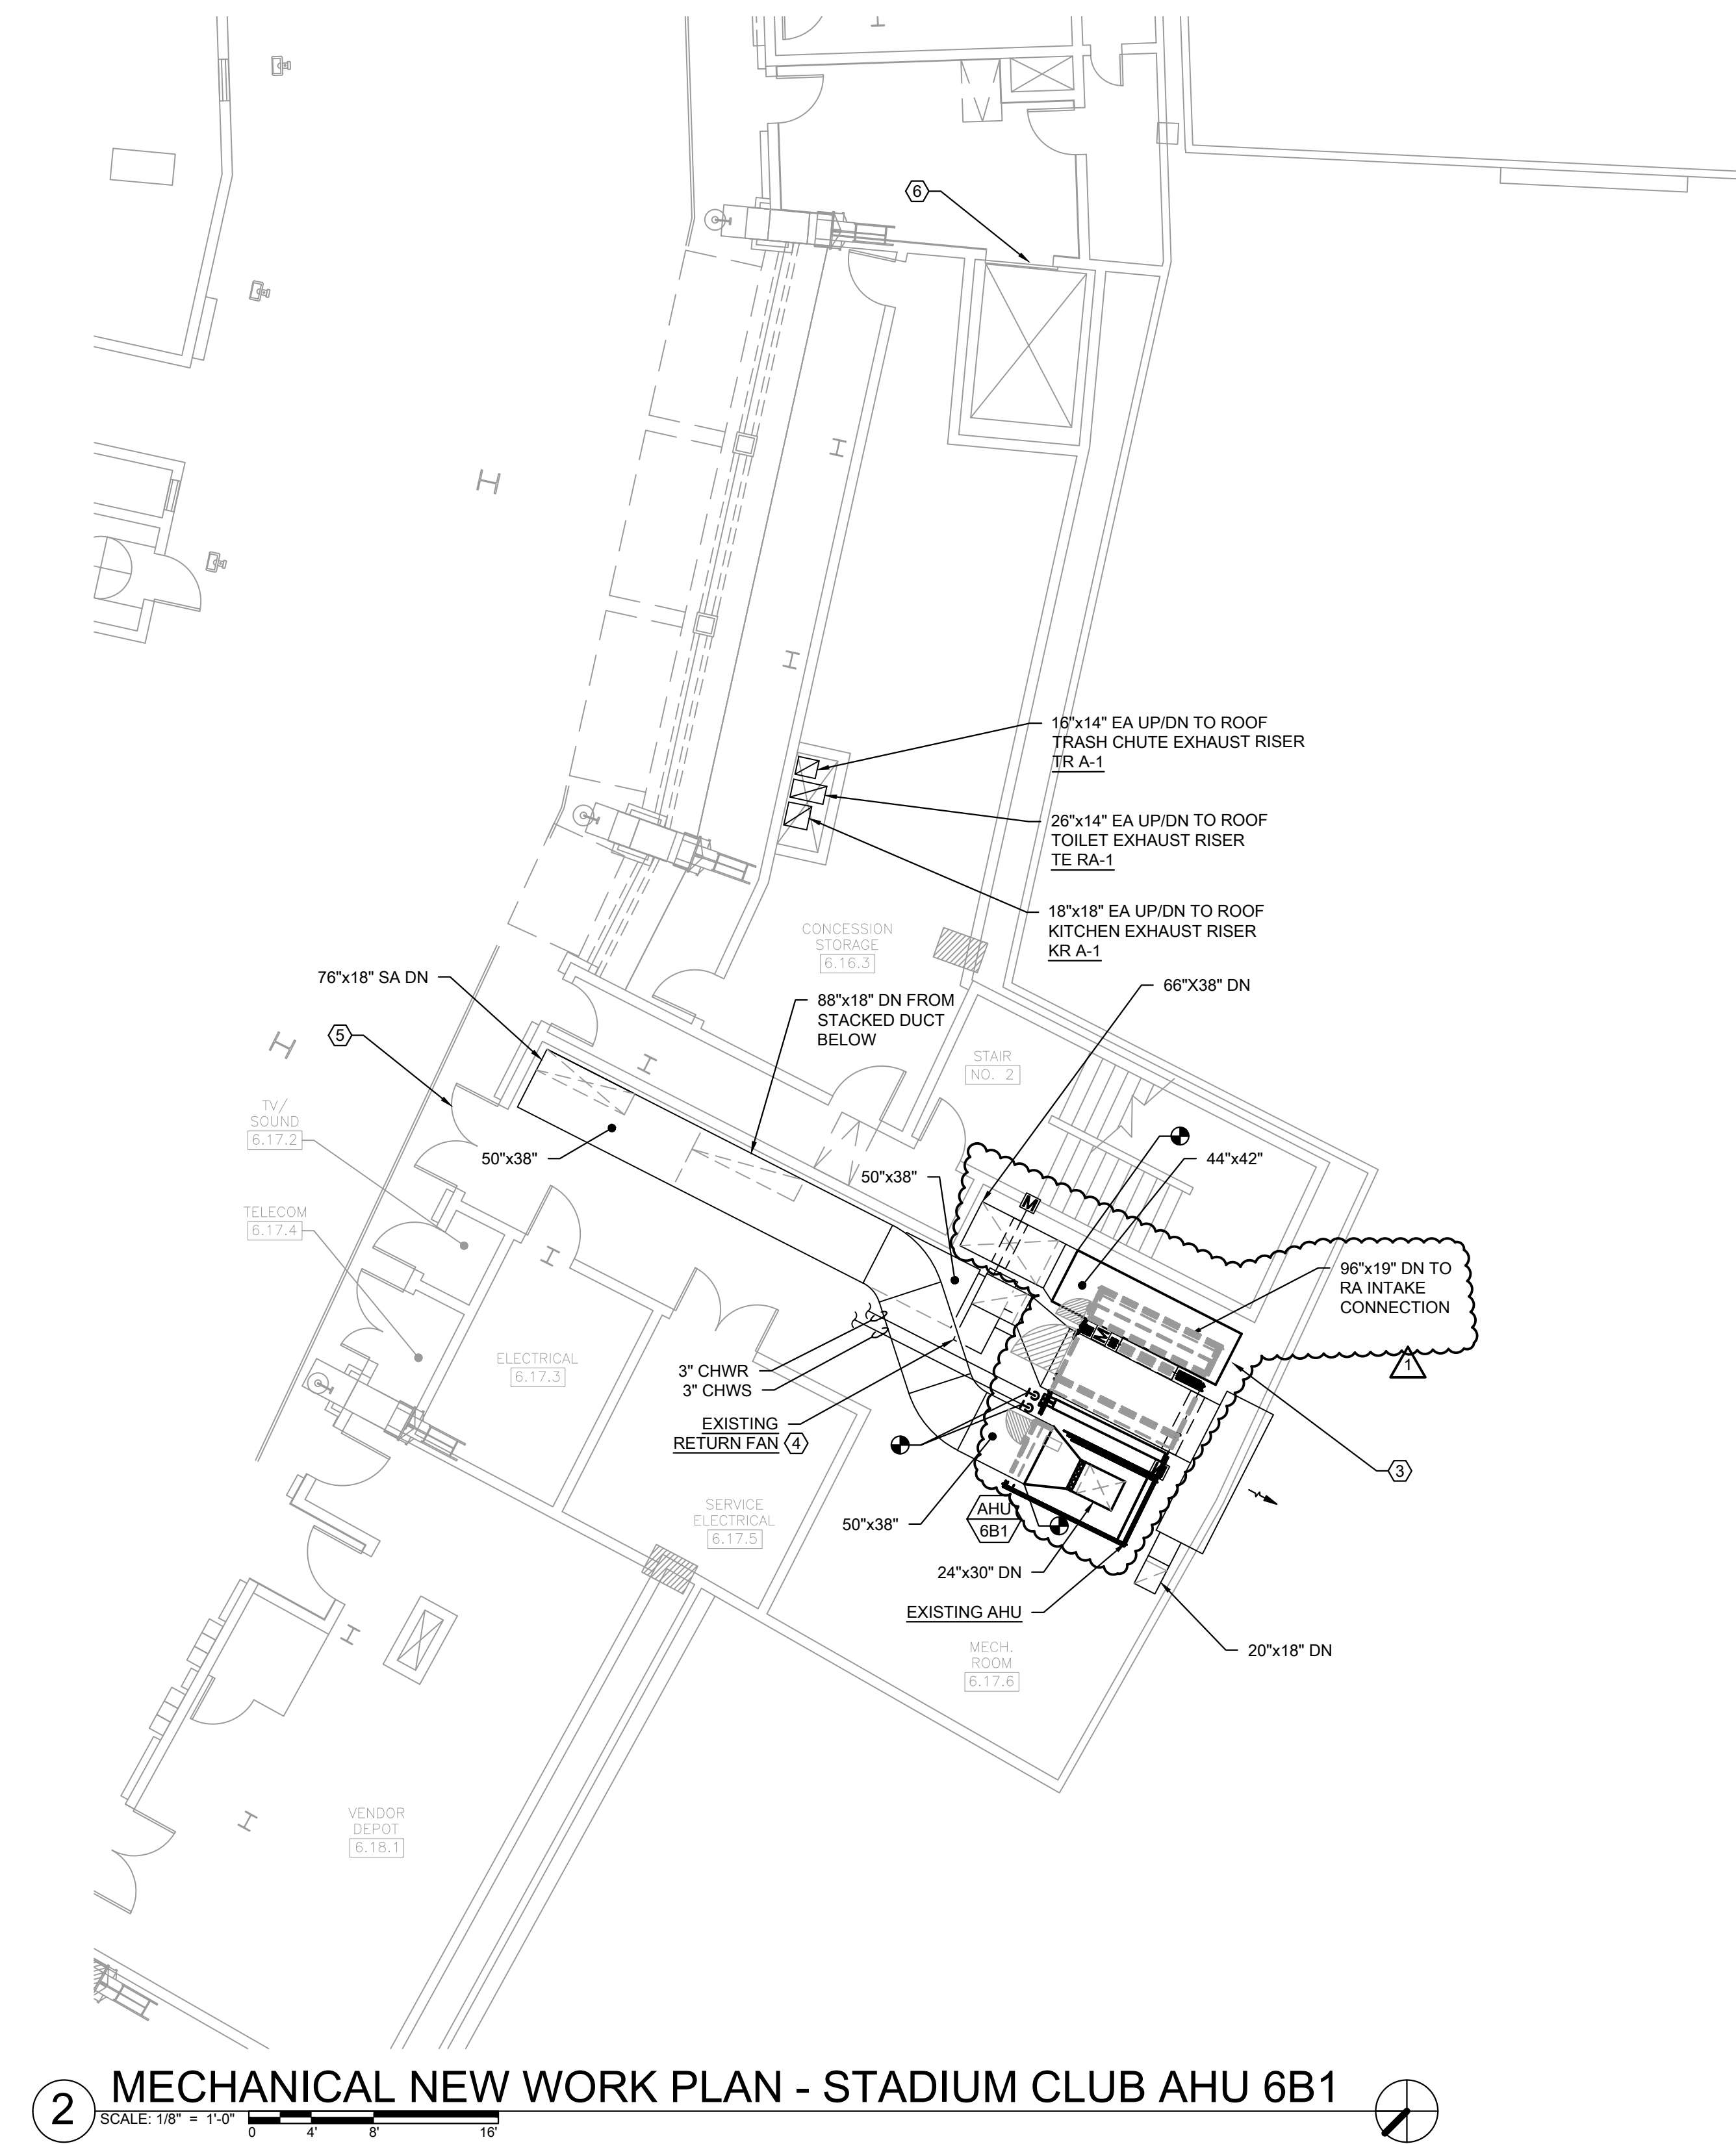 6
16"x14" EA UP/DN TO ROOF
TRASH CHUTE EXHAUST RISER
TR A-1
26"x14" EA UP/DN TO ROOF
TOILET EXHAUST RISER
TE RA-1
18"x18" EA UP/DN TO ROOF
KITCHEN EXHAUST RISER
KR A-1
CONCESSION
STORAGE
6.16.3
76"x18" SA DN
88"x18" DN FROM
STACKED DUCT
BELOW
66"X38" DN
5
STAIR
NO. 2
TV/
SOUND
6.17.2
50"x38"
50"x38"
44"x42"
M
TELECOM
6.17.4
96"x19" DN TO
RA INTAKE
CONNECTION
M
1
ELECTRICAL
6.17.3
3" CHWR
3" CHWS
EXISTING
RETURN FAN
4
3
SERVICE
ELECTRICAL
6.17.5
50"x38"
AHU
6B1
24"x30" DN
EXISTING AHU
MECH.
ROOM
6.17.6
20"x18" DN
VENDOR
DEPOT
6.18.1
2
MECHANICAL NEW WORK PLAN - STADIUM CLUB AHU 6B1
SCALE: 1/8" = 1'-0"
0 4' 8' 16'